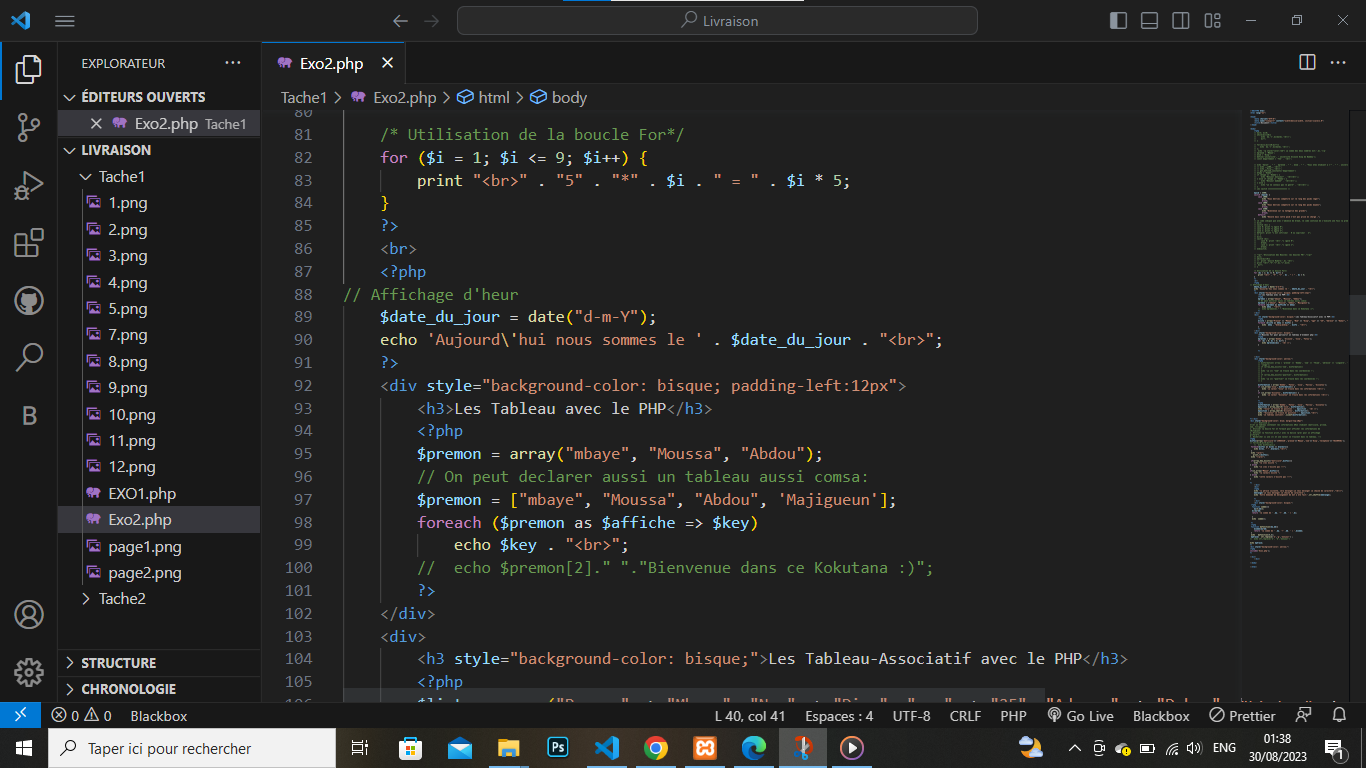 Livraison
EXPLORATEUR
ÉDITEURS OUVERTS
Exo2.php Tache1
LIVRAISON
Tache1
1.png
2.png
3.png
4.png
5.png
7.png
8.png
9.png
10.png
11.png
12.png
EXO1.php
Exo2.php
page1.png
page2.png
Tache2
STRUCTURE
CHRONOLOGIE
Exo2.php
Tache1 > Exo2.php > html > body
80
81 /* Utilisation de la boucle For*/
82 for ($i = 1; $i <= 9; $i++) {
83 print "<br>" . "5" . "*" . $i . " = " . $i * 5;
84 }
85 ?>
86 <br>
87 <?php
88 // Affichage d'heur
89 $date_du_jour = date("d-m-Y");
90 echo 'Aujourd\'hui nous sommes le ' . $date_du_jour . "<br>";
91 ?>
92 <div style="background-color: bisque; padding-left:12px">
93 <h3>Les Tableau avec le PHP</h3>
94 <?php
95 $premon = array("mbaye", "Moussa", "Abdou");
96 // On peut declarer aussi un tableau aussi comsa:
97 $premon = ["mbaye", "Moussa", "Abdou", 'Majigueun'];
98 foreach ($premon as $affiche => $key)
99 echo $key . "<br>";
100 // echo $premon[2]." "."Bienvenue dans ce Kokutana :)";
101 ?>
102 </div>
103 <div>
104 <h3 style="background-color: bisque;">Les Tableau-Associatif avec le PHP</h3>
105 <?php
0 0 Blackbox
L 40, col 41 Espaces : 4 UTF-8 CRLF PHP Go Live Blackbox Prettier
Taper ici pour rechercher
Ps
ENG
01:38
30/08/2023
1